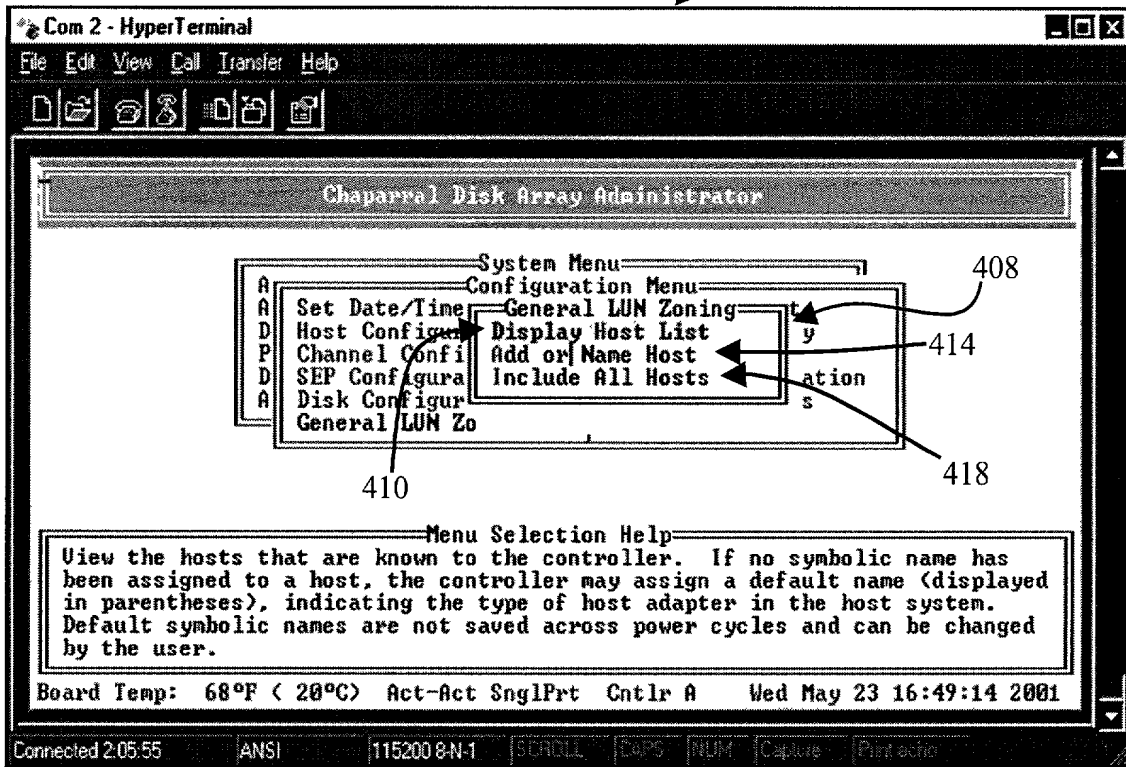 Com 2 - HyperTerminal
File Edit View Call Transfer Help
Chaparral Disk Array Administrator
System Menu
A Configuration Menu
A Set Date/Time General LUN Zoning t 408
D Host Configur Display Host List y
P Channel Confi Add or Name Host 414
D SEP Configura Include All Hosts ation
A Disk Configur s
General LUN Zo
410 418
Menu Selection Help
View the hosts that are known to the controller. If no symbolic name has
been assigned to a host, the controller may assign a default name (displayed
in parentheses), indicating the type of host adapter in the host system.
Default symbolic names are not saved across power cycles and can be changed
by the user.
Board Temp: 68°F ( 20°C) Act-Act SnglPrt Cntlr A Wed May 23 16:49:14 2001
Connected 2:05:55 ANSI 115200 8-N-1 SCROLL CAPS NUM Capture Print echo